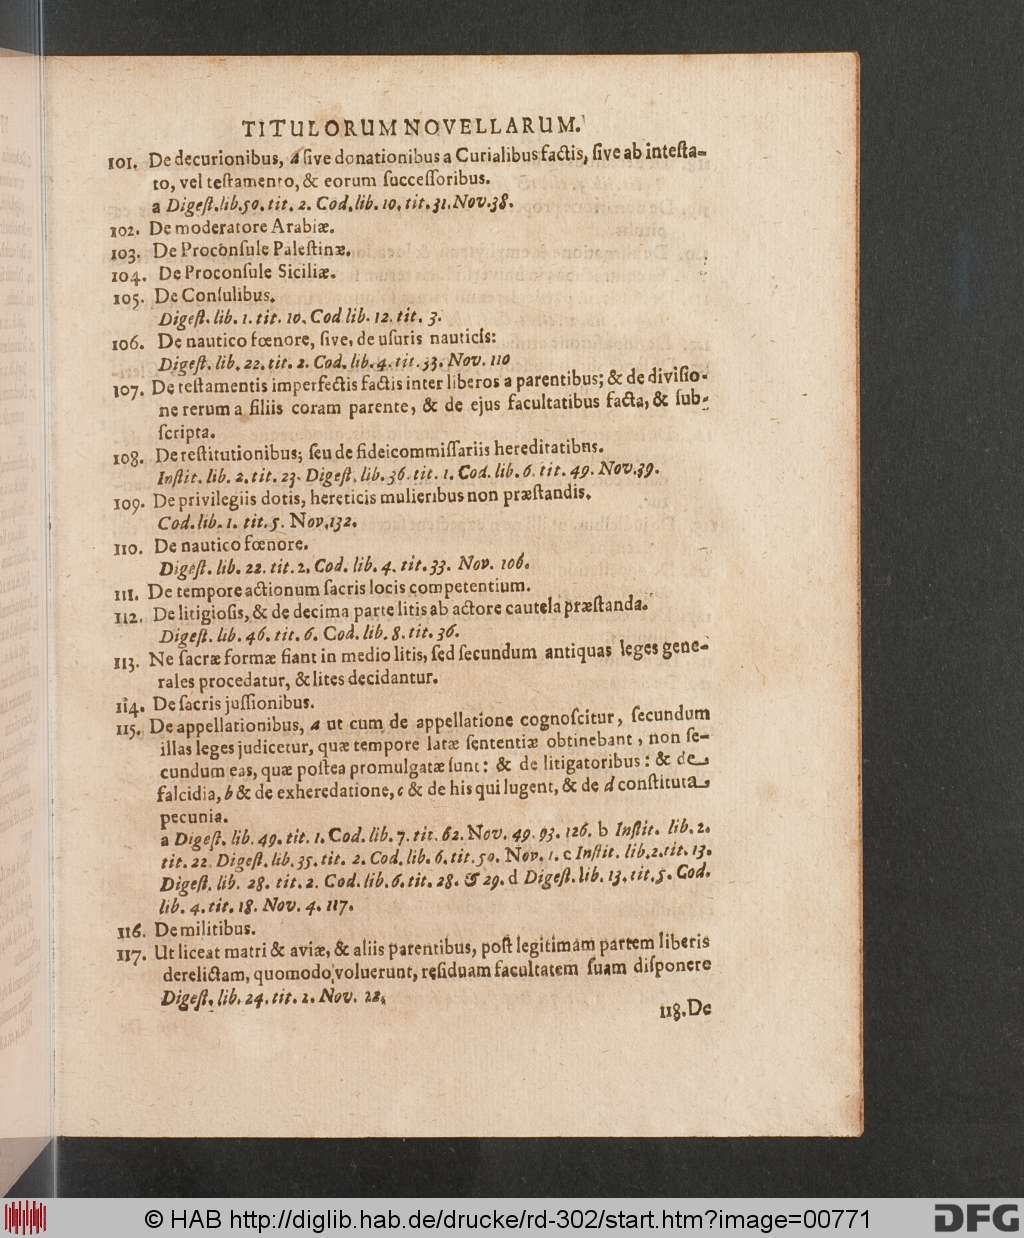 TITULORUM NOVELLARUM.
101. De decurionibus, a ſive donationibus a Curialibus factis, ſive ab inteſta-
to, vel teſtamento, & eorum ſucceſſoribus.
a Digeſt. lib. 50. tit. 2. Cod. lib. 10. tit. 31. Nov. 38.
102. De moderatore Arabiæ.
103. De Proconſule Paleſtinæ.
104. De Proconſule Siciliæ.
105. De Conſulibus.
Digeſt. lib. 1. tit. 10. Cod lib. 12. tit. 3.
106. De nautico fœnore, ſive, de uſuris nauticis:
Digeſt. lib. 22. tit. 2. Cod. lib. 4. tit. 33. Nov. 110
107. De teſtamentis imperfectis factis inter liberos a parentibus; & de diviſio-
ne rerum a filiis coram parente, & de ejus facultatibus facta, & ſub-
ſcripta.
108. De reſtitutionibus; ſeu de fideicommiſſariis hereditatibns.
Inſtit. lib. 2. tit. 23. Digeſt. lib. 36. tit. 1. Cod. lib. 6. tit. 49. Nov. 39.
109. De privilegiis dotis, hereticis mulieribus non præſtandis.
Cod. lib. 1. tit. 5. Nov. 132.
110. De nautico fœnore.
Digeſt. lib. 22. tit. 2. Cod. lib. 4. tit. 33. Nov. 106.
111. De tempore actionum ſacris locis competentium.
112. De litigioſis, & de decima parte litis ab actore cautela præſtanda.
Digeſt. lib. 46. tit. 6. Cod. lib. 8. tit. 36.
113. Ne ſacræ formæ fiant in medio litis, ſed ſecundum antiquas leges gene-
rales procedatur, & lites decidantur.
114. De ſacris juſſionibus.
115. De appellationibus, a ut cum de appellatione cognoſcitur, ſecundum
illas leges judicetur, quæ tempore latæ ſententiæ obtinebant, non ſe-
cundum eas, quæ poſtea promulgatæ ſunt: & de litigatoribus: & de
falcidia, b & de exheredatione, c & de his qui lugent, & de d conſtituta
pecunia.
a Digeſt. lib. 49. tit. 1. Cod. lib. 7. tit. 62. Nov. 49. 93. 126. b Inſtit. lib. 2.
tit. 22. Digeſt. lib. 35. tit. 2. Cod. lib. 6. tit. 50. Nov. 1. c Inſtit. lib. 2. tit. 13.
Digeſt. lib. 28. tit. 2. Cod. lib. 6. tit. 28. & 29. d Digeſt. lib. 13. tit. 5. Cod.
lib. 4. tit. 18. Nov. 4. 117.
116. De militibus.
117. Ut liceat matri & aviæ, & aliis parentibus, poſt legitimam partem liberis
derelictam, quomodo voluerunt, reſiduam facultatem ſuam diſponere
Digeſt. lib. 24. tit. 2. Nov. 22.
118. De
© HAB http://diglib.hab.de/drucke/rd-302/start.htm?image=00771
DFG